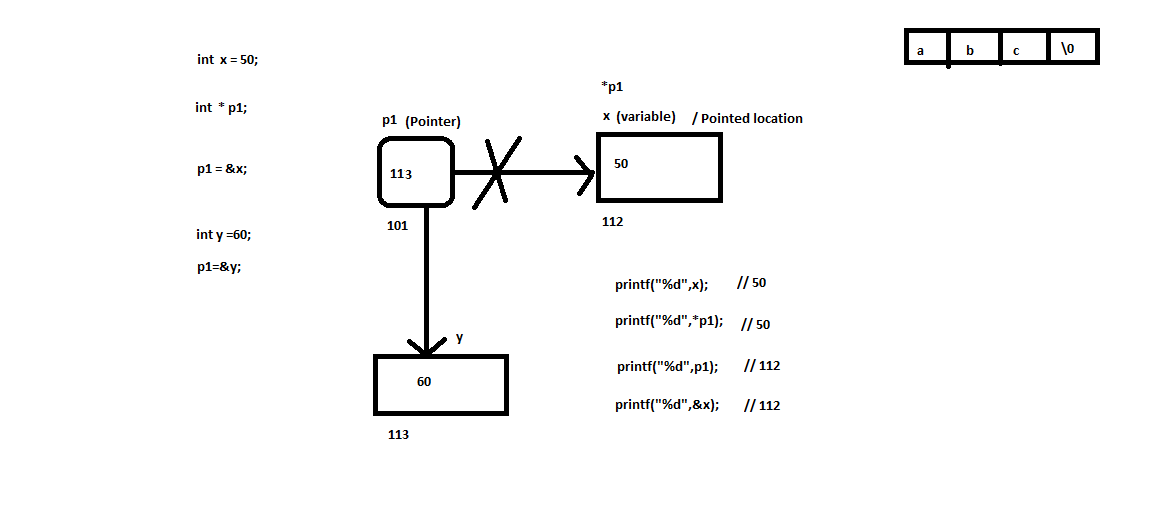 int x = 50;
int * p1;
p1 = &x;
int y =60;
p1=&y;
p1 (Pointer)
113
101
*p1
x (variable) / Pointed location
50
112
y
60
113
printf("%d",x); // 50
printf("%d",*p1); // 50
printf("%d",p1); // 112
printf("%d",&x); // 112
a b c \0